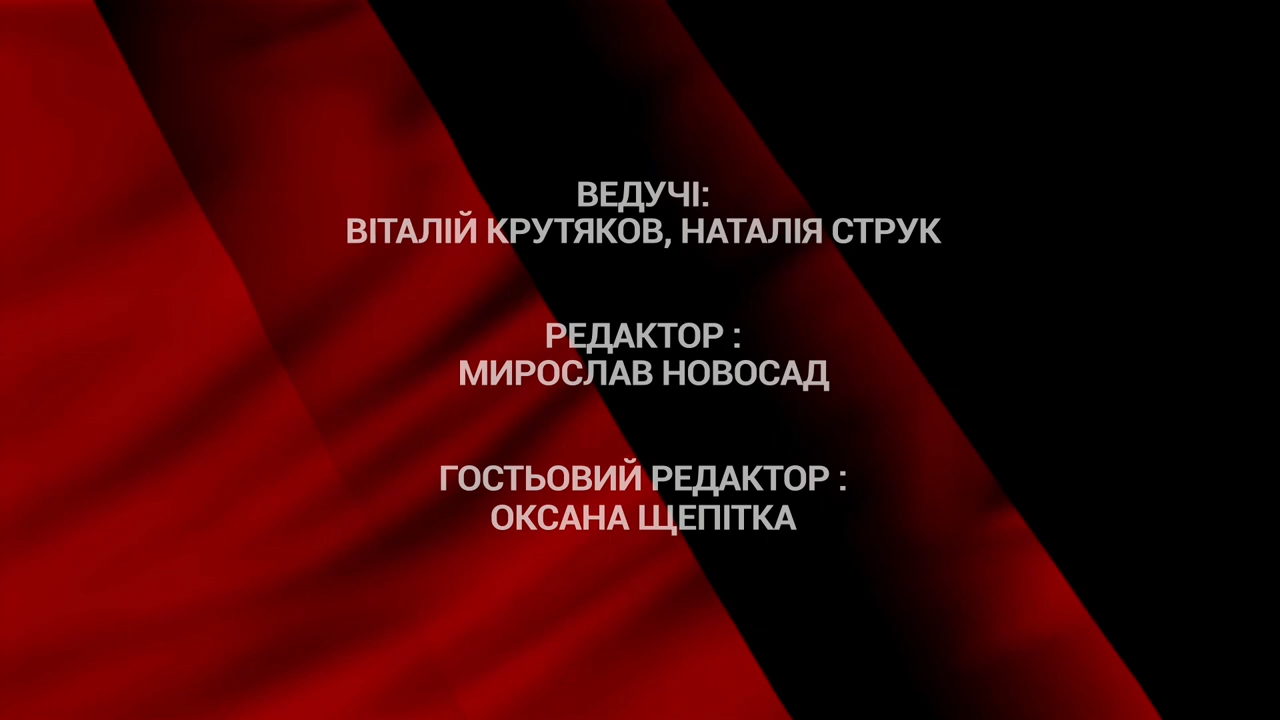 ВЕДУЧІ:
ВІТАЛІЙ КРУТЯКОВ, НАТАЛІЯ СТРУК
РЕДАКТОР :
МИРОСЛАВ НОВОСАД
ГОСТЬОВИЙ РЕДАКТОР :
ОКСАНА ЩЕПІТКА